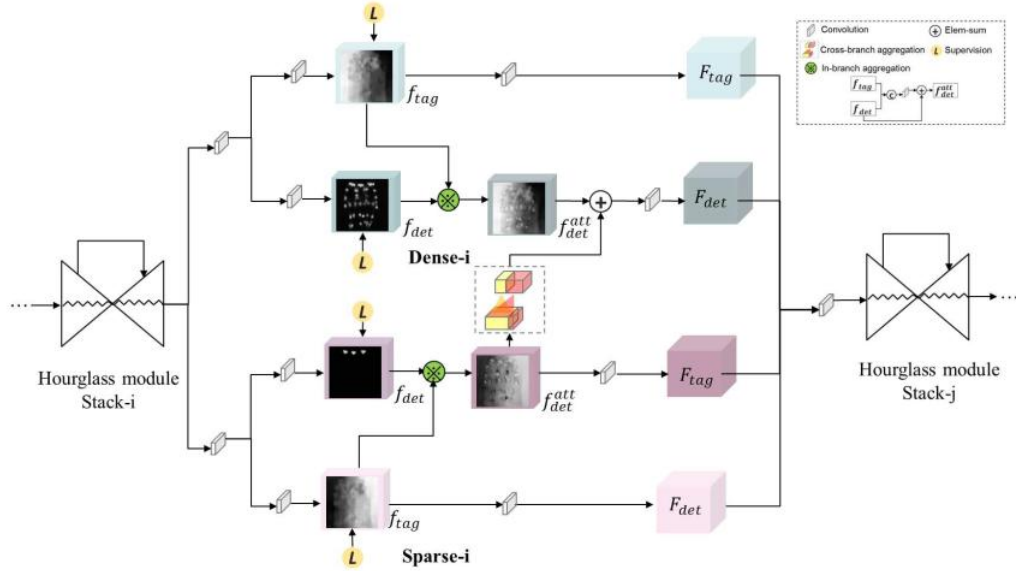 L
f_tag
F_tag
Convolution
Elem-sum
Cross-branch aggregation
L Supervision
In-branch aggregation
f_tag
f_det
C
f_det^att
f_det
L
Dense-i
f_det^att
F_det
...
...
Hourglass module
Stack-i
L
f_det
f_det^att
F_tag
Hourglass module
Stack-j
f_tag
L
Sparse-i
F_det